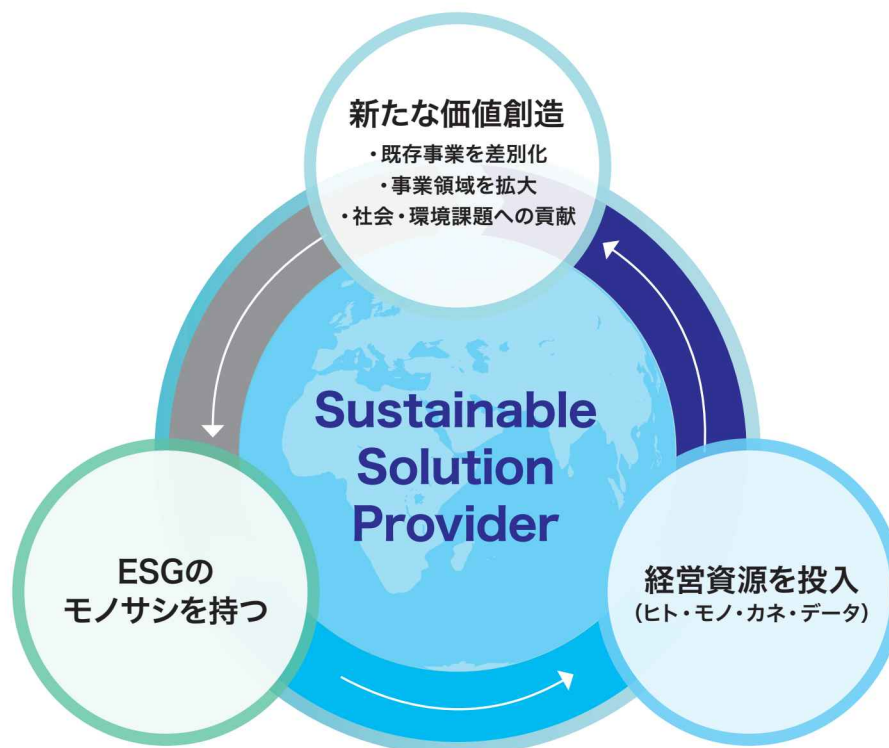 新たな価値創造
・既存事業を差別化
・事業領域を拡大
・社会・環境課題への貢献
Sustainable
Solution
Provider
ESGの
モノサシを持つ
経営資源を投入
(ヒト・モノ・カネ・データ)